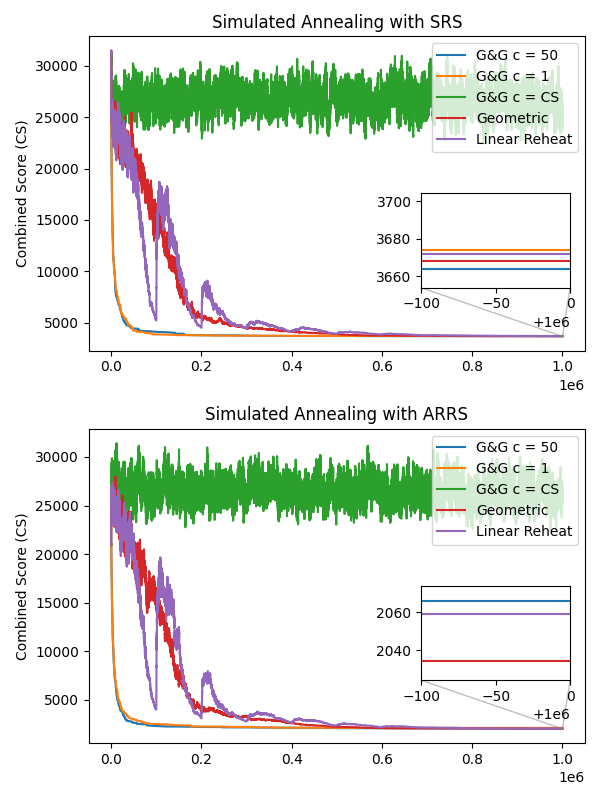 Simulated Annealing with SRS
Combined Score (CS)
30000
25000
20000
15000
10000
5000
G&G c = 50
G&G c = 1
G&G c = CS
Geometric
Linear Reheat
3700
3680
3660
−100
−50
0
+1e6
0.0
0.2
0.4
0.6
0.8
1.0
1e6
Simulated Annealing with ARRS
Combined Score (CS)
30000
25000
20000
15000
10000
5000
G&G c = 50
G&G c = 1
G&G c = CS
Geometric
Linear Reheat
2060
2040
−100
−50
0
+1e6
0.0
0.2
0.4
0.6
0.8
1.0
1e6